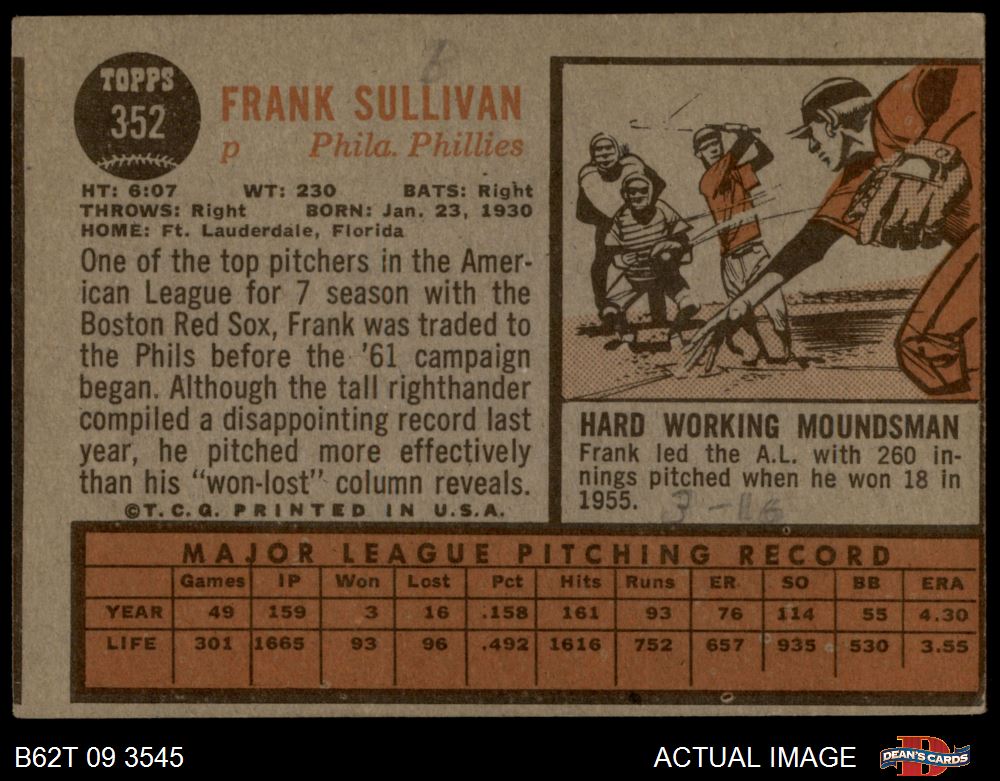 TOPPS
352
FRANK SULLIVAN
p Phila. Phillies
HT: 6:07 WT: 230 BATS: Right
THROWS: Right BORN: Jan. 23, 1930
HOME: Ft. Lauderdale, Florida
One of the top pitchers in the Amer-
ican League for 7 season with the
Boston Red Sox, Frank was traded to
the Phils before the '61 campaign
began. Although the tall righthander
compiled a disappointing record last
year, he pitched more effectively
than his "won-lost" column reveals.
©T.C.G. PRINTED IN U.S.A.
HARD WORKING MOUNDSMAN
Frank led the A.L. with 260 in-
nings pitched when he won 18 in
1955.
3-16
MAJOR LEAGUE PITCHING RECORD
Games IP Won Lost Pct Hits Runs ER SO BB ERA
YEAR 49 159 3 16 .158 161 93 76 114 55 4.30
LIFE 301 1665 93 96 .492 1616 752 657 935 530 3.55
B62T 09 3545
ACTUAL IMAGE
DEAN'S CARDS